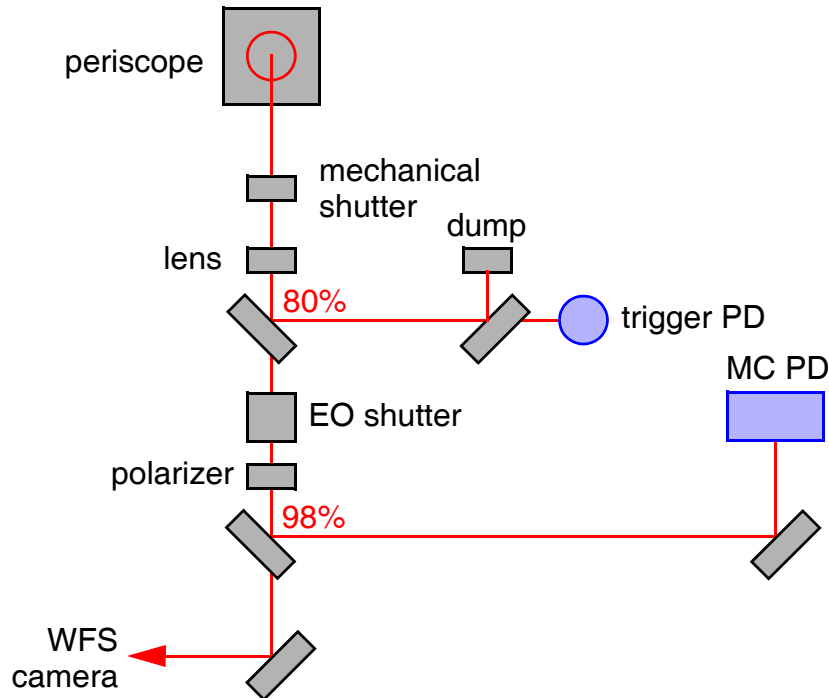 periscope
mechanical
shutter
dump
lens
80%
trigger PD
MC PD
EO shutter
polarizer
98%
WFS
camera